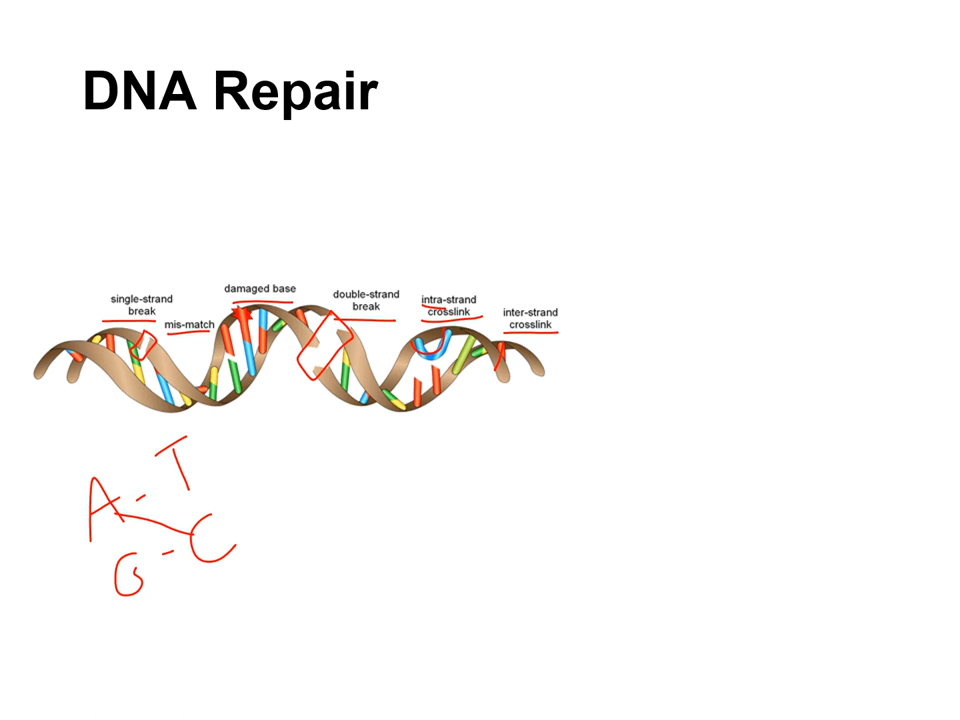 DNA Repair
single-strand
break
mis-match
damaged base
double-strand
break
intra-strand
crosslink
inter-strand
crosslink
A - T
G - C